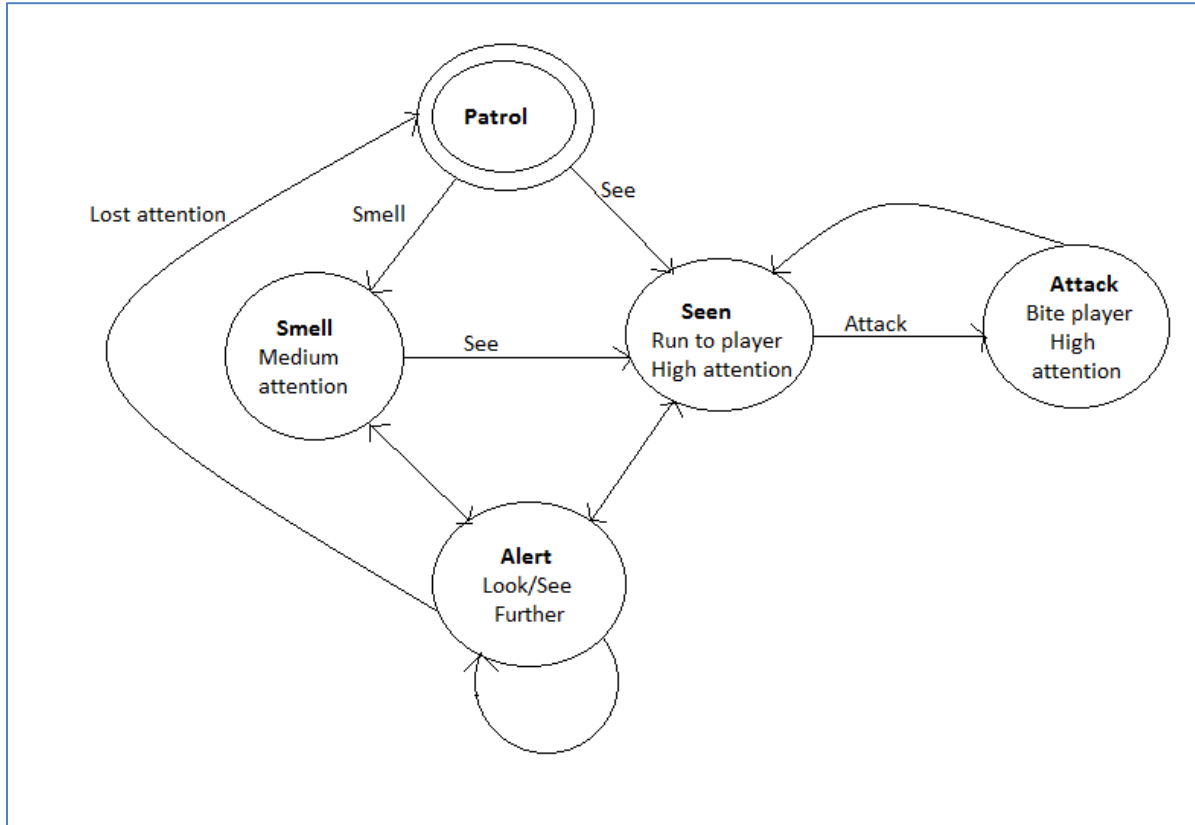 Patrol
See
Lost attention
Smell
Smell
Medium
attention
See
Seen
Run to player
High attention
Attack
Attack
Bite player
High
attention
Alert
Look/See
Further